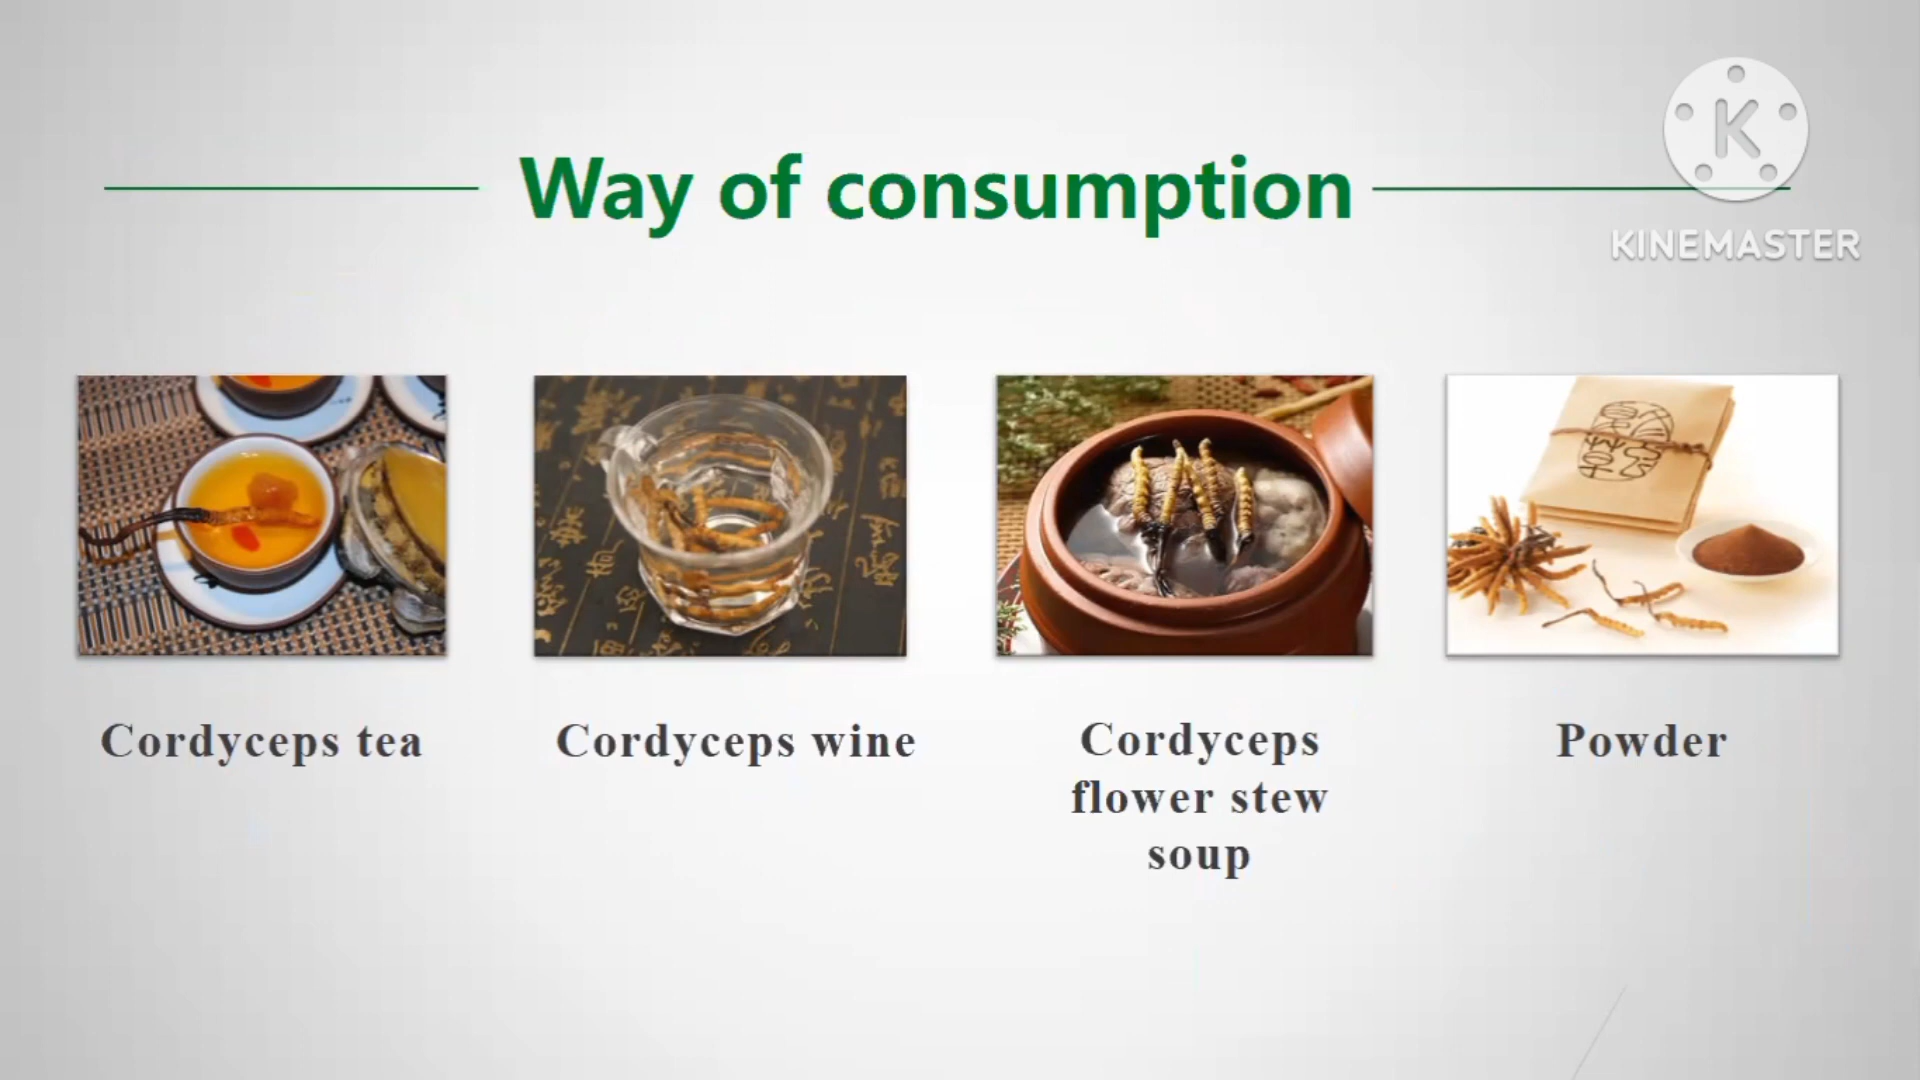 Way of consumption
K
KINEMASTER
Cordyceps tea
Cordyceps wine
Cordyceps
flower stew
soup
Powder